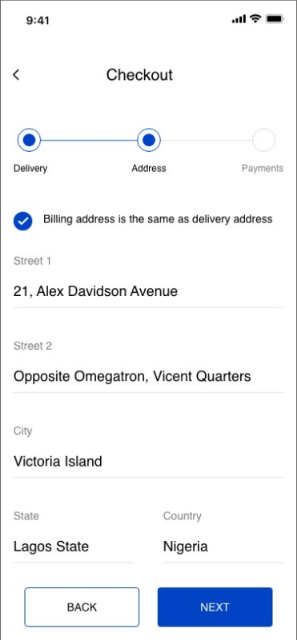 9:41
Checkout
Delivery Address Payments
Billing address is the same as delivery address
Street 1
21, Alex Davidson Avenue
Street 2
Opposite Omegatron, Vicent Quarters
City
Victoria Island
State Country
Lagos State Nigeria
BACK NEXT